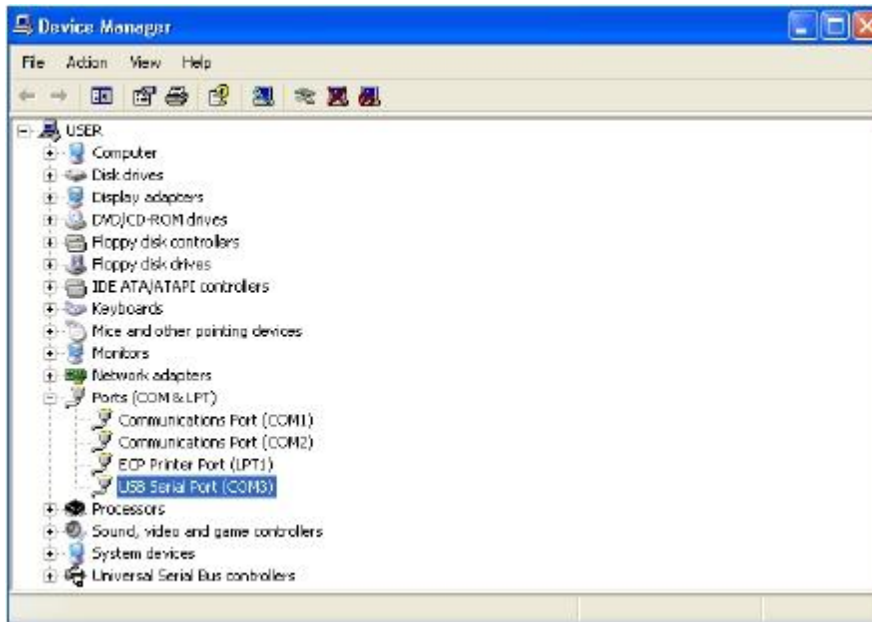 Device Manager
File Action View Help
USER
Computer
Disk drives
Display adapters
DVD/CD-ROM drives
Floppy disk controllers
Floppy disk drives
IDE ATA/ATAPI controllers
Keyboards
Mice and other pointing devices
Monitors
Network adapters
Ports (COM & LPT)
Communications Port (COM1)
Communications Port (COM2)
ECP Printer Port (LPT1)
USB Serial Port (COM3)
Processors
Sound, video and game controllers
System devices
Universal Serial Bus controllers